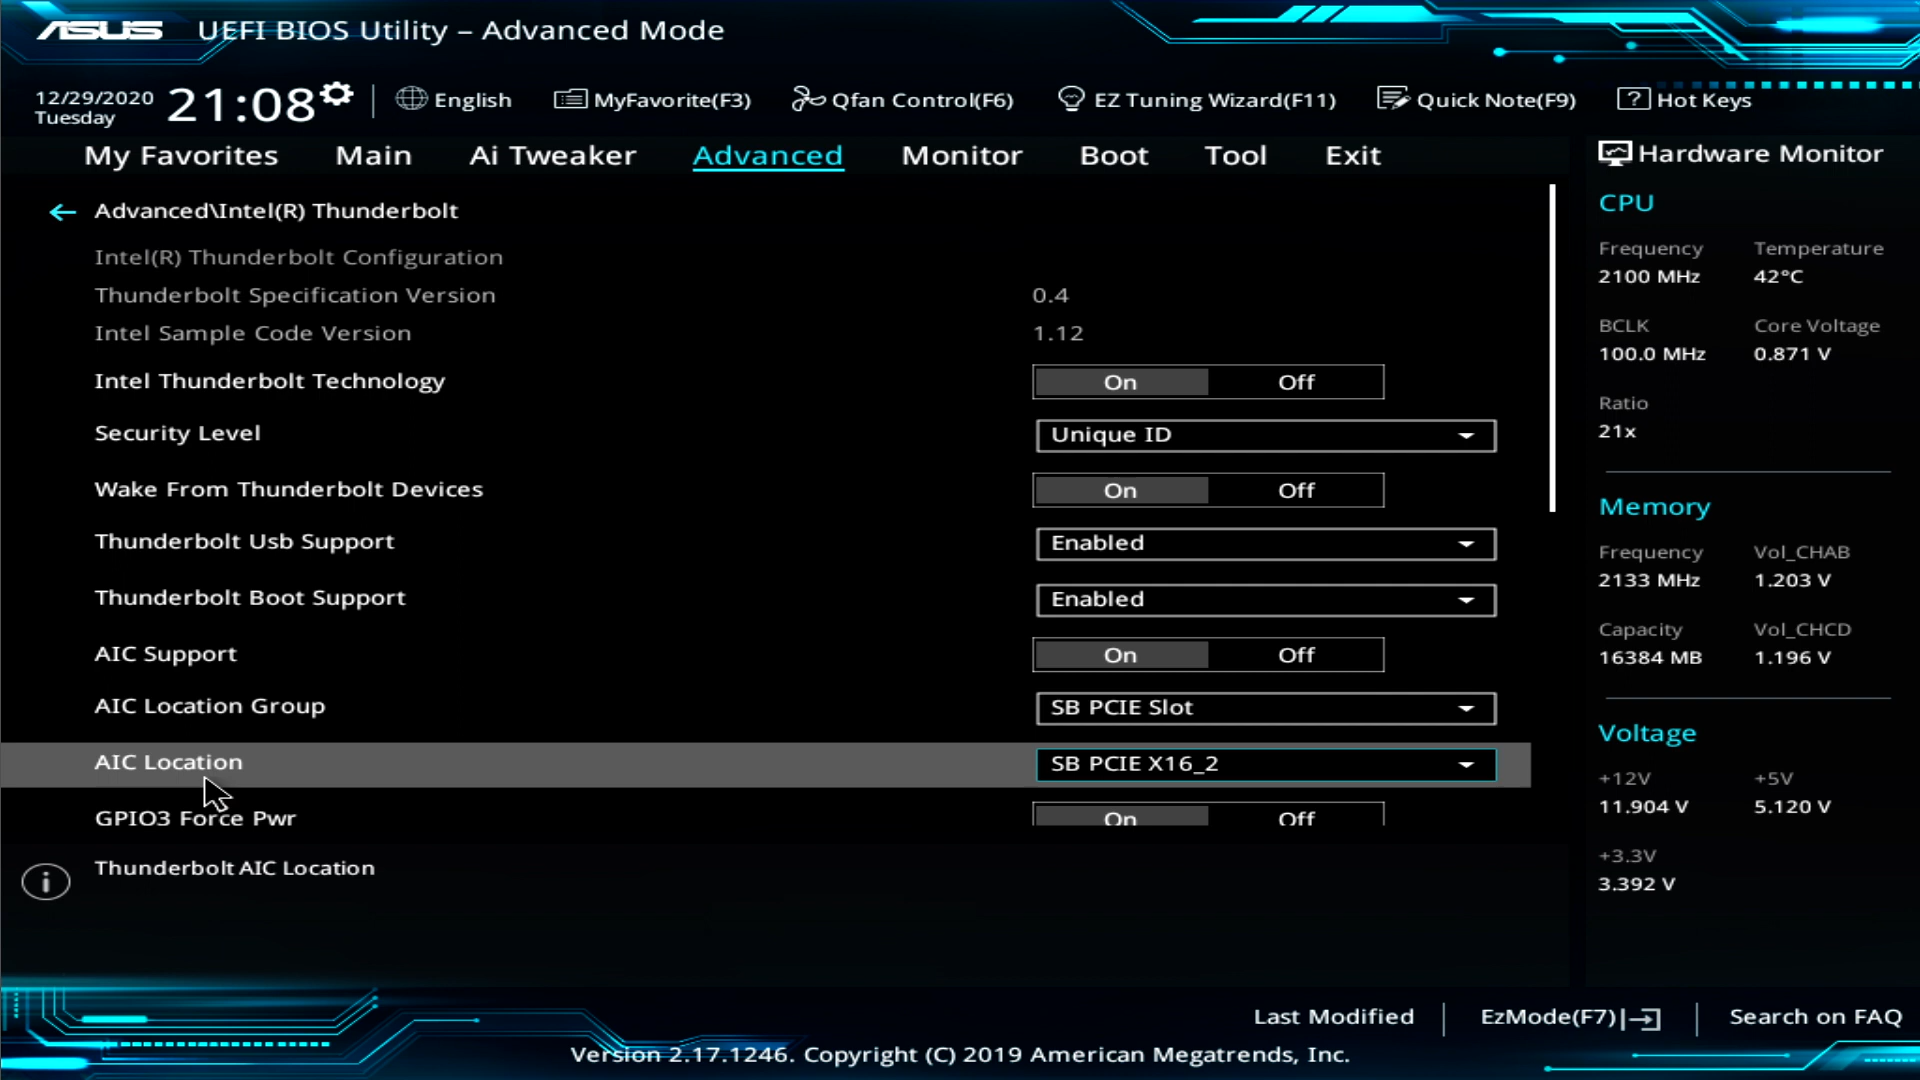 ASUS UEFI BIOS Utility – Advanced Mode
12/29/2020
Tuesday
21:08
English
MyFavorite(F3)
Qfan Control(F6)
EZ Tuning Wizard(F11)
Quick Note(F9)
? Hot Keys
My Favorites
Main
Ai Tweaker
Advanced
Monitor
Boot
Tool
Exit
Advanced\Intel(R) Thunderbolt
Intel(R) Thunderbolt Configuration
Thunderbolt Specification Version 0.4
Intel Sample Code Version 1.12
Intel Thunderbolt Technology On Off
Security Level Unique ID
Wake From Thunderbolt Devices On Off
Thunderbolt Usb Support Enabled
Thunderbolt Boot Support Enabled
AIC Support On Off
AIC Location Group SB PCIE Slot
AIC Location SB PCIE X16_2
GPIO3 Force Pwr On Off
i Thunderbolt AIC Location
Hardware Monitor
CPU
Frequency Temperature
2100 MHz 42°C
BCLK Core Voltage
100.0 MHz 0.871 V
Ratio
21x
Memory
Frequency Vol_CHAB
2133 MHz 1.203 V
Capacity Vol_CHCD
16384 MB 1.196 V
Voltage
+12V +5V
11.904 V 5.120 V
+3.3V
3.392 V
Last Modified
EzMode(F7)
Search on FAQ
Version 2.17.1246. Copyright (C) 2019 American Megatrends, Inc.